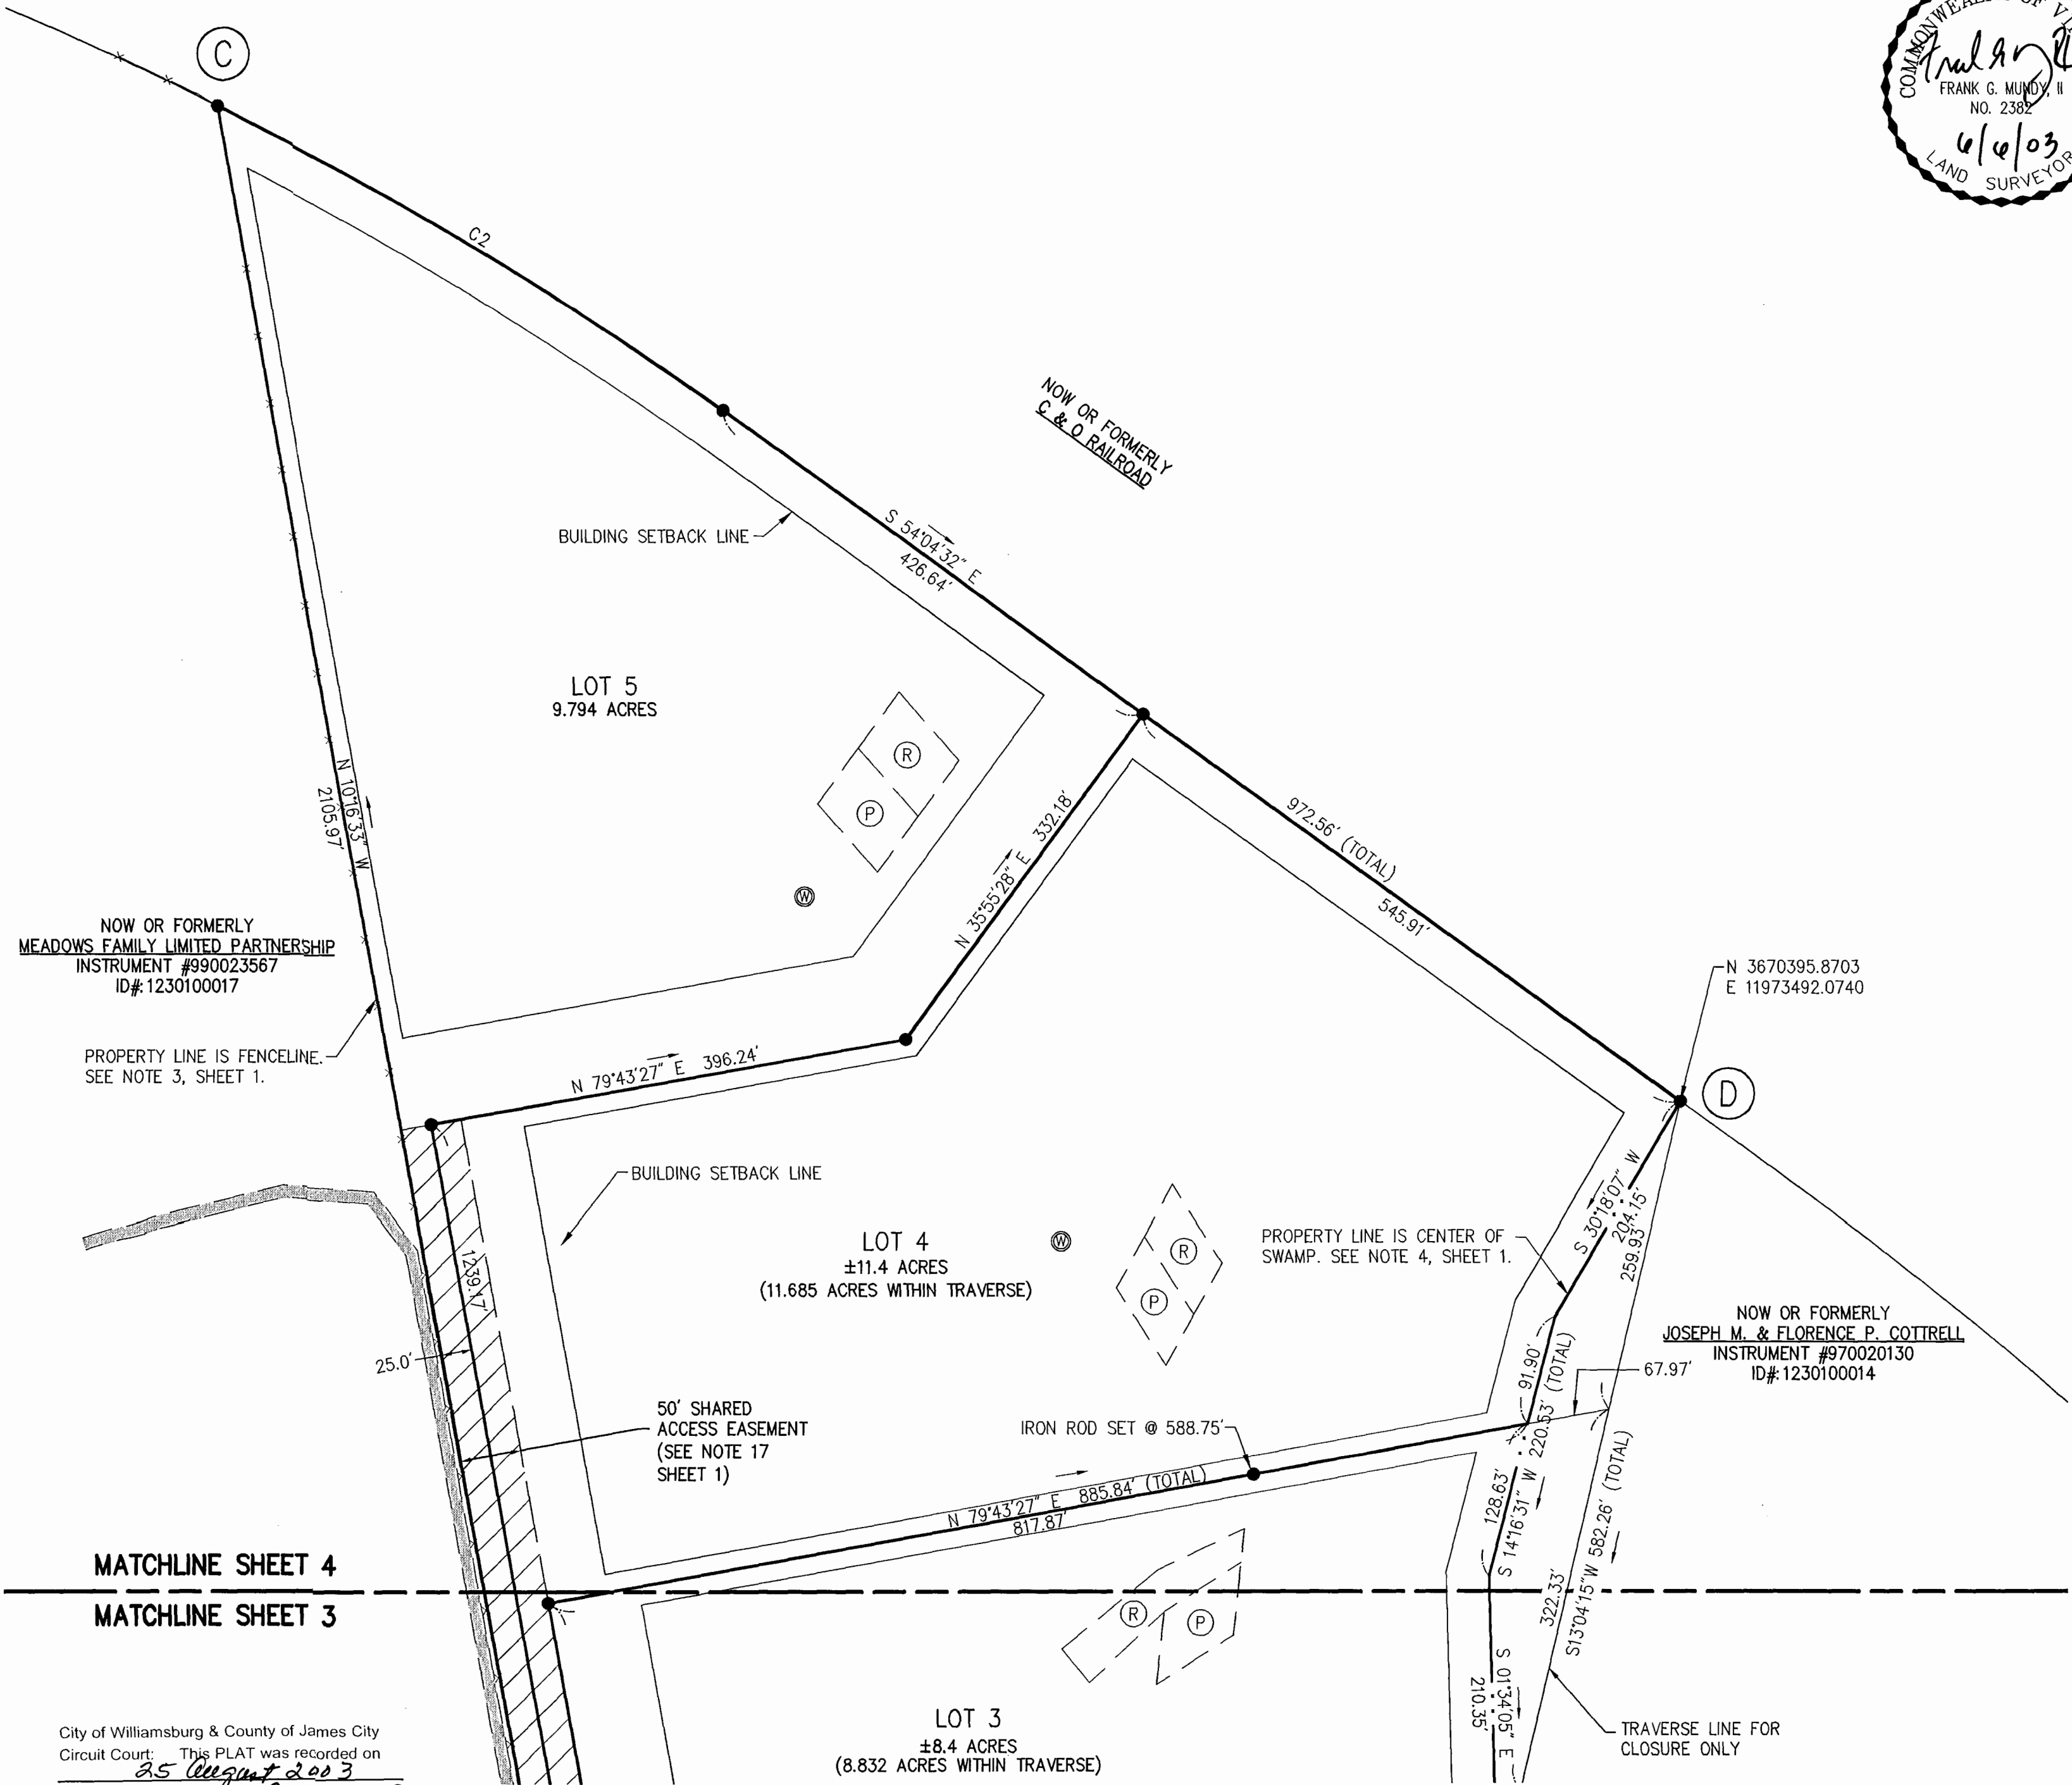 C
COMMONWEALTH OF
FRANK G. MUNDY, II
NO. 2382
6/6/03
LAND SURVEYOR
C2
NOW OR FORMERLY
C & O RAILROAD
BUILDING SETBACK LINE
S 54°04'32" E
426.64'
LOT 5
9.794 ACRES
R
P
W
N 10°16'33" W
2105.97'
N 35°55'28" E 332.18'
972.56' (TOTAL)
545.91'
NOW OR FORMERLY
MEADOWS FAMILY LIMITED PARTNERSHIP
INSTRUMENT #990023567
ID#:1230100017
N 3670395.8703
E 11973492.0740
D
PROPERTY LINE IS FENCELINE.
SEE NOTE 3, SHEET 1.
N 79°43'27" E 396.24'
BUILDING SETBACK LINE
S 30°18'07" W
204.15'
259.93'
LOT 4
±11.4 ACRES
(11.685 ACRES WITHIN TRAVERSE)
W
R
P
PROPERTY LINE IS CENTER OF
SWAMP. SEE NOTE 4, SHEET 1.
1239.17'
25.0'
NOW OR FORMERLY
JOSEPH M. & FLORENCE P. COTTRELL
INSTRUMENT #970020130
ID#:1230100014
91.90'
67.97'
50' SHARED
ACCESS EASEMENT
(SEE NOTE 17
SHEET 1)
IRON ROD SET @ 588.75'
N 79°43'27" E 885.84' (TOTAL)
817.87'
128.63'
S 14°16'31" W 220.53' (TOTAL)
322.33'
S13°04'15"W 582.26' (TOTAL)
MATCHLINE SHEET 4
MATCHLINE SHEET 3
R
P
S 01°34'05" E
210.35'
LOT 3
±8.4 ACRES
(8.832 ACRES WITHIN TRAVERSE)
TRAVERSE LINE FOR
CLOSURE ONLY
City of Williamsburg & County of James City
Circuit Court: This PLAT was recorded on
25 August 2003